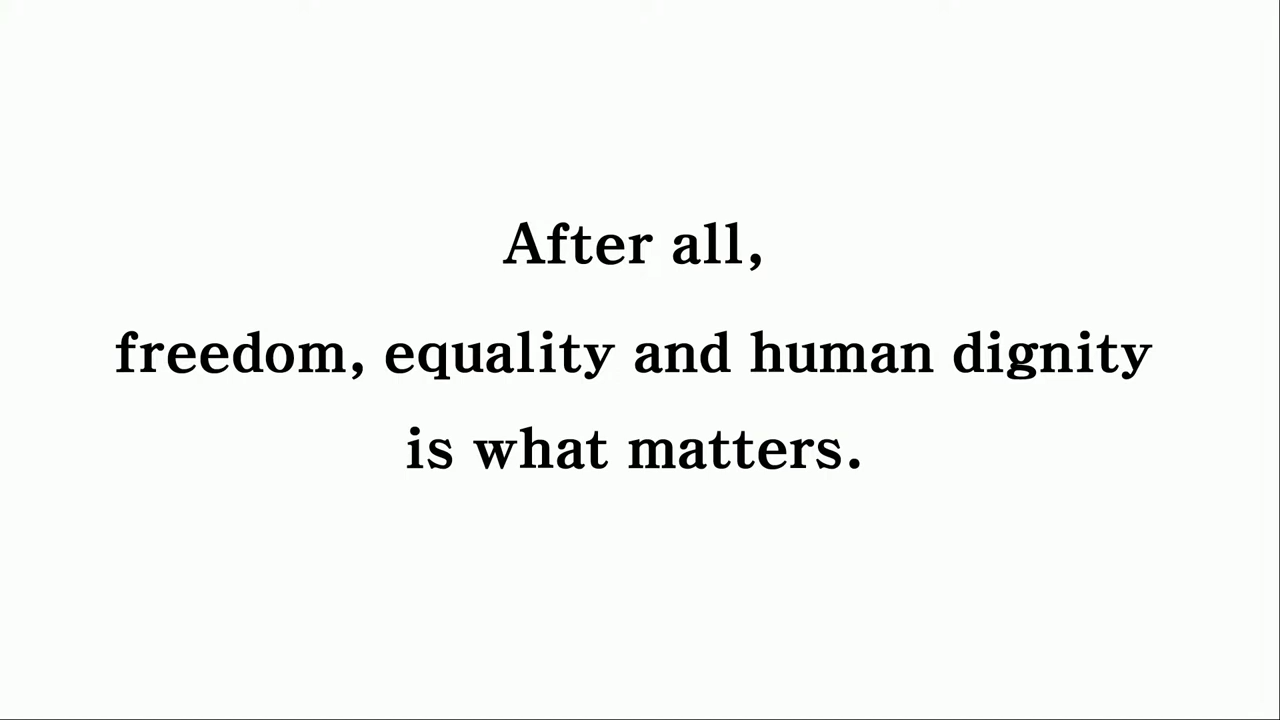 After all,
freedom, equality and human dignity
is what matters.